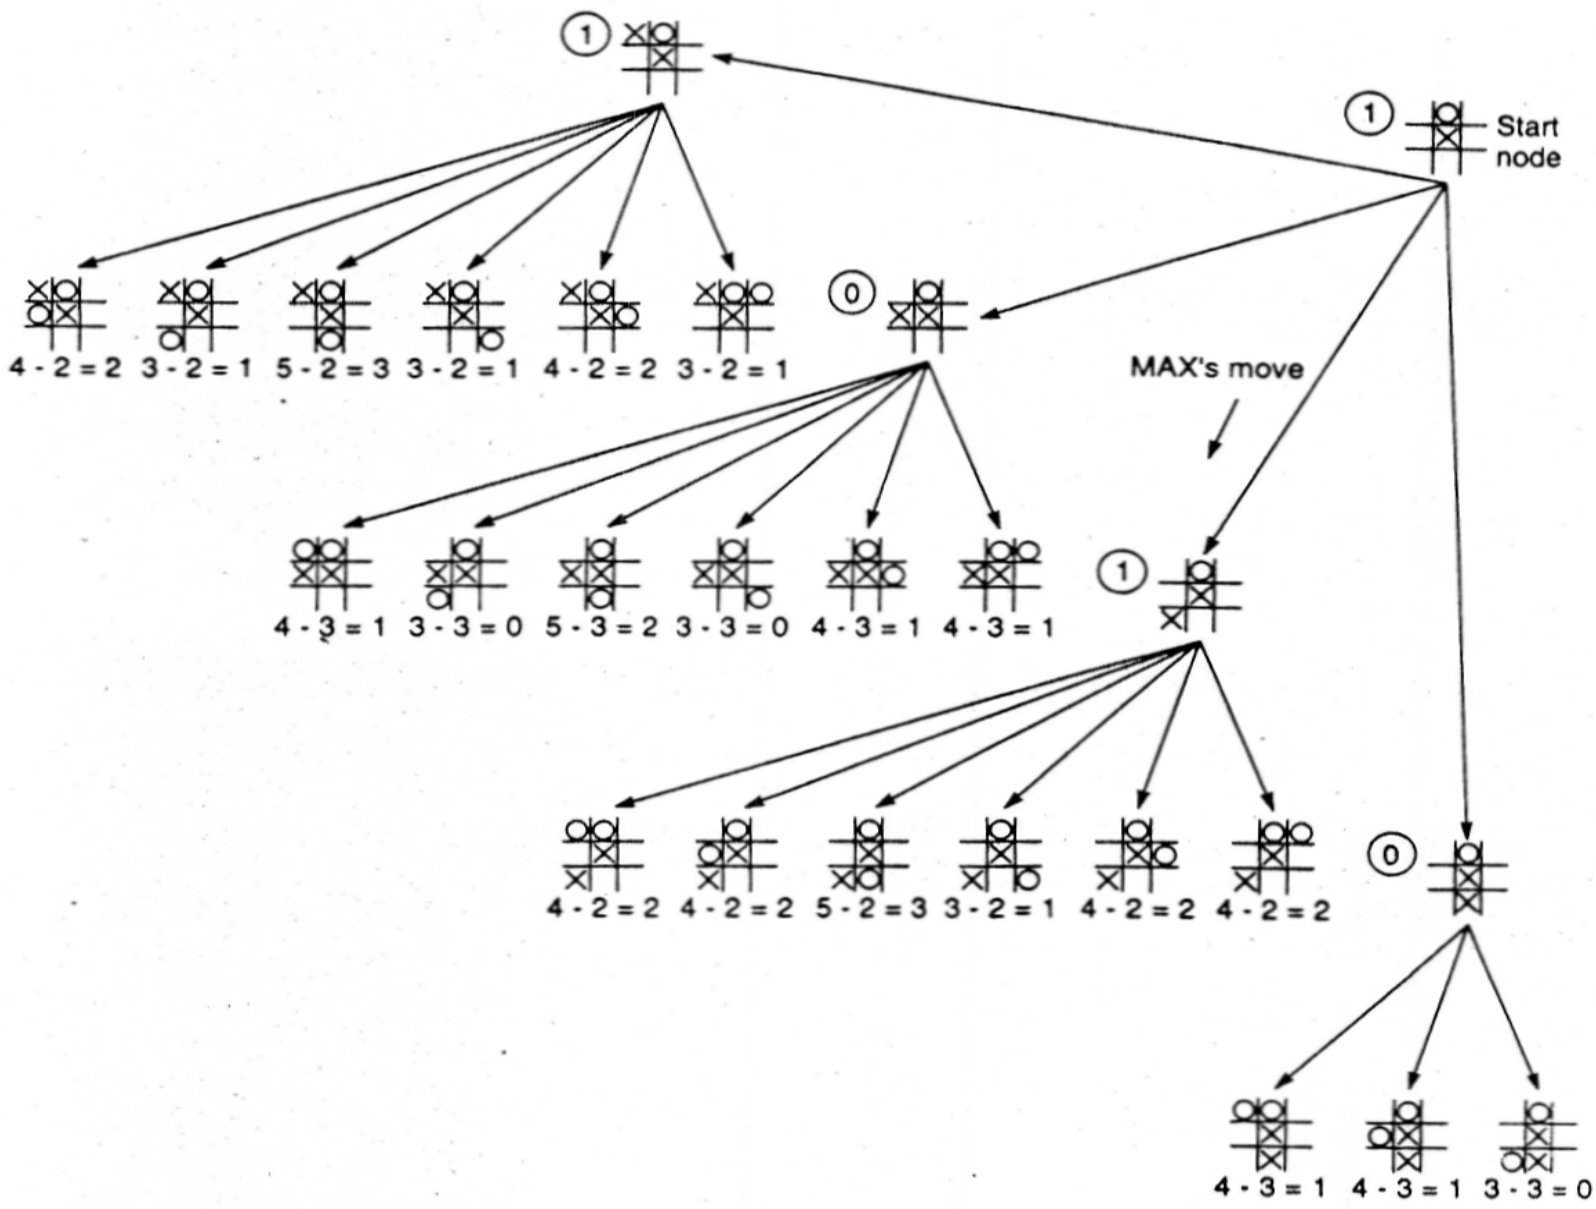 1
1
Start
node
4 - 2 = 2 3 - 2 = 1 5 - 2 = 3 3 - 2 = 1 4 - 2 = 2 3 - 2 = 1
0
MAX's move
4 - 3 = 1 3 - 3 = 0 5 - 3 = 2 3 - 3 = 0 4 - 3 = 1 4 - 3 = 1
1
4 - 2 = 2 4 - 2 = 2 5 - 2 = 3 3 - 2 = 1 4 - 2 = 2 4 - 2 = 2
0
4 - 3 = 1 4 - 3 = 1 3 - 3 = 0